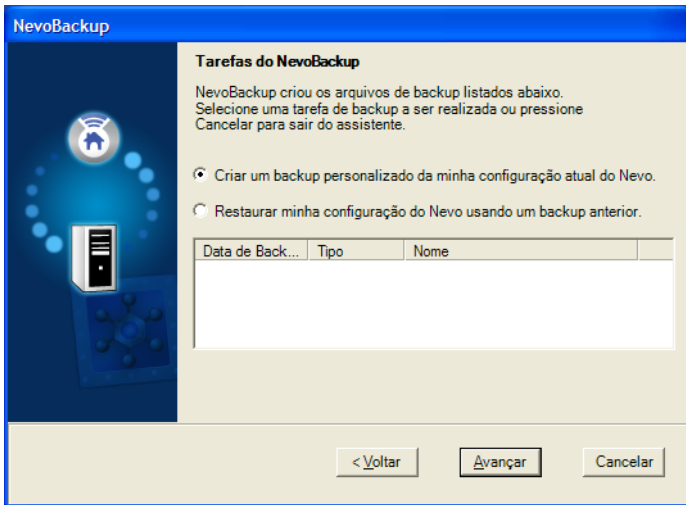 NevoBackup
Tarefas do NevoBackup
NevoBackup criou os arquivos de backup listados abaixo.
Selecione uma tarefa de backup a ser realizada ou pressione
Cancelar para sair do assistente.
Criar um backup personalizado da minha configuração atual do Nevo.
Restaurar minha configuração do Nevo usando um backup anterior.
Data de Back... Tipo Nome
< Voltar Avançar Cancelar